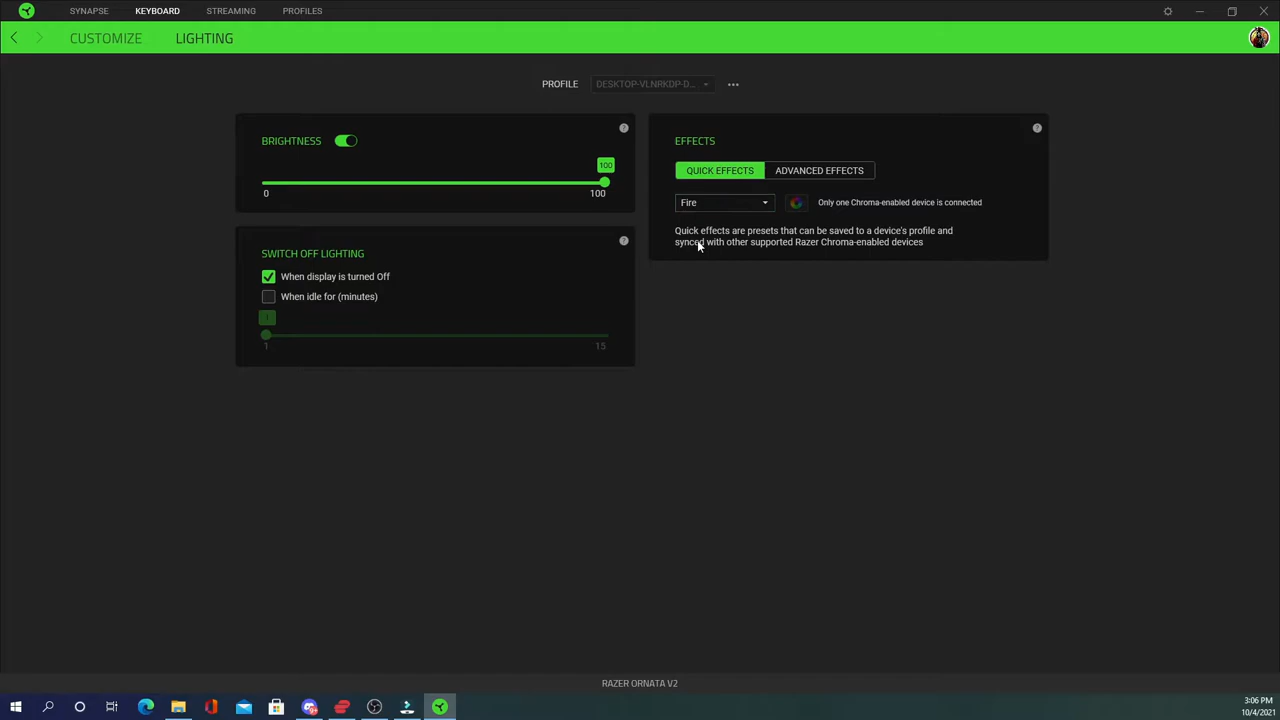 SYNAPSE KEYBOARD STREAMING PROFILES
CUSTOMIZE LIGHTING
PROFILE DESKTOP-VLNRKDP-D...
BRIGHTNESS
100
0 100
SWITCH OFF LIGHTING
When display is turned Off
When idle for (minutes)
1
1 15
EFFECTS
QUICK EFFECTS ADVANCED EFFECTS
Fire Only one Chroma-enabled device is connected
Quick effects are presets that can be saved to a device's profile and
synced with other supported Razer Chroma-enabled devices
RAZER ORNATA V2
3:06 PM
10/4/2021